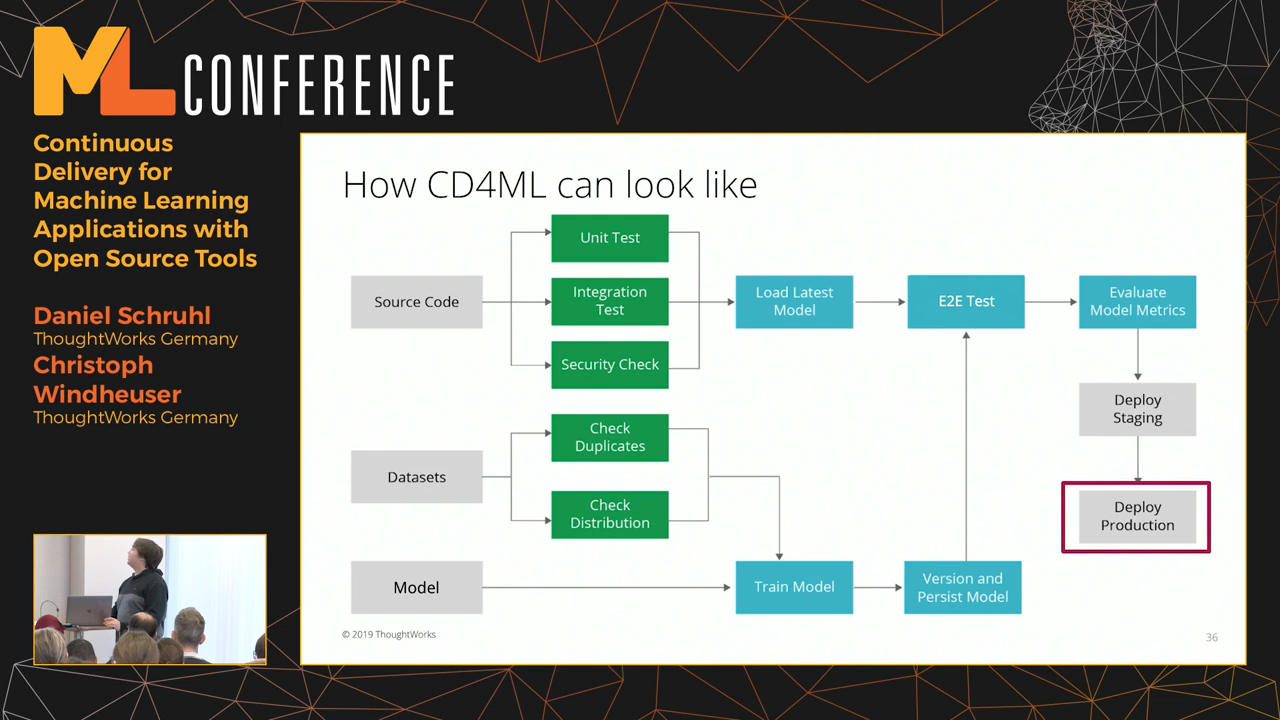 ML CONFERENCE
Continuous
Delivery for
Machine Learning
Applications with
Open Source Tools
Daniel Schruhl
ThoughtWorks Germany
Christoph
Windheuser
ThoughtWorks Germany
How CD4ML can look like
Unit Test
Source Code
Integration
Test
Security Check
Load Latest
Model
E2E Test
Evaluate
Model Metrics
Deploy
Staging
Deploy
Production
Datasets
Check
Duplicates
Check
Distribution
Model
Train Model
Version and
Persist Model
© 2019 ThoughtWorks
36